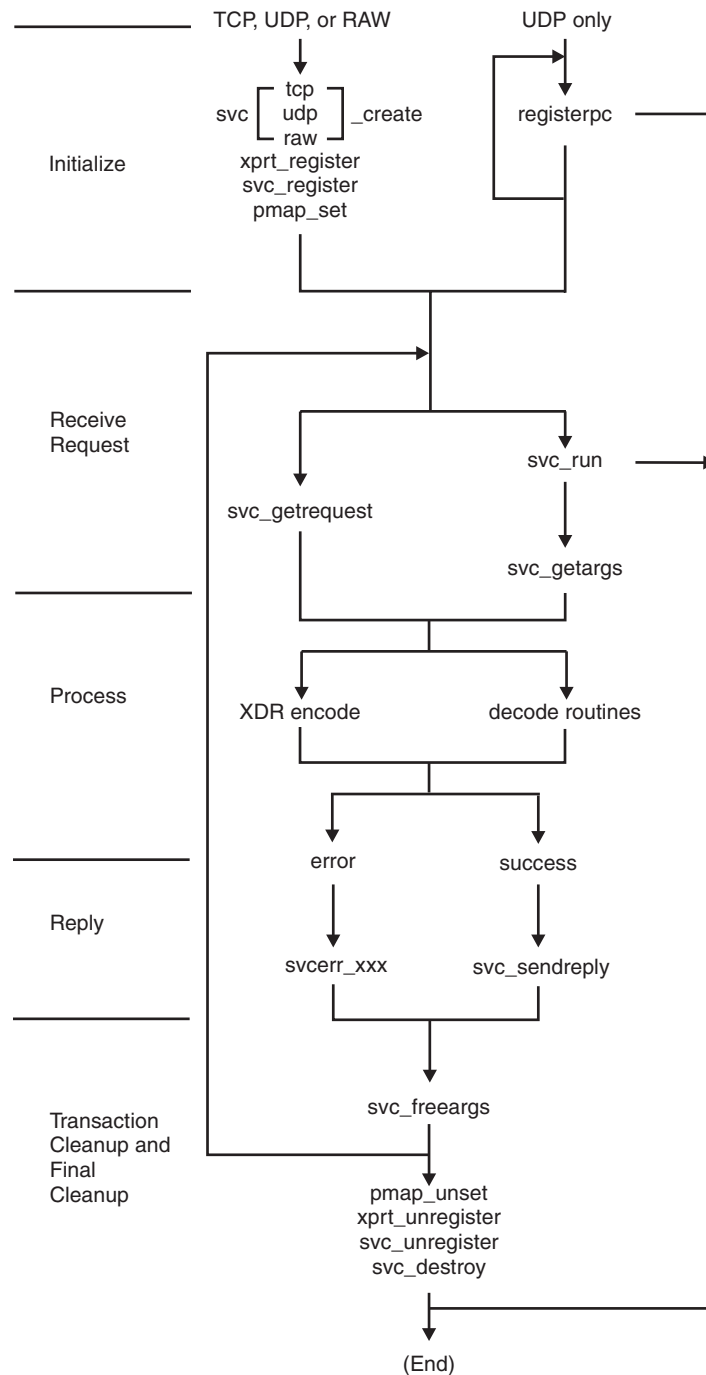 TCP, UDP, or RAW
UDP only
tcp
svc udp _create
raw
registerpc
Initialize
xprt_register
svc_register
pmap_set
Receive
Request
svc_run
svc_getrequest
svc_getargs
Process
XDR encode
decode routines
error
success
Reply
svcerr_xxx
svc_sendreply
svc_freeargs
Transaction
Cleanup and
Final
Cleanup
pmap_unset
xprt_unregister
svc_unregister
svc_destroy
(End)